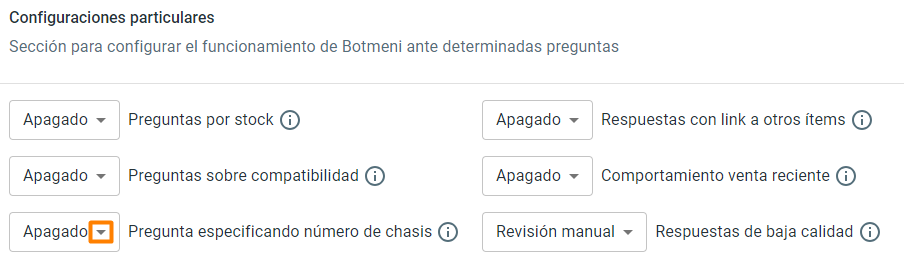 Configuraciones particulares
Sección para configurar el funcionamiento de Botmeni ante determinadas preguntas
Apagado Preguntas por stock
Apagado Respuestas con link a otros ítems
Apagado Preguntas sobre compatibilidad
Apagado Comportamiento venta reciente
Apagado Pregunta especificando número de chasis
Revisión manual Respuestas de baja calidad